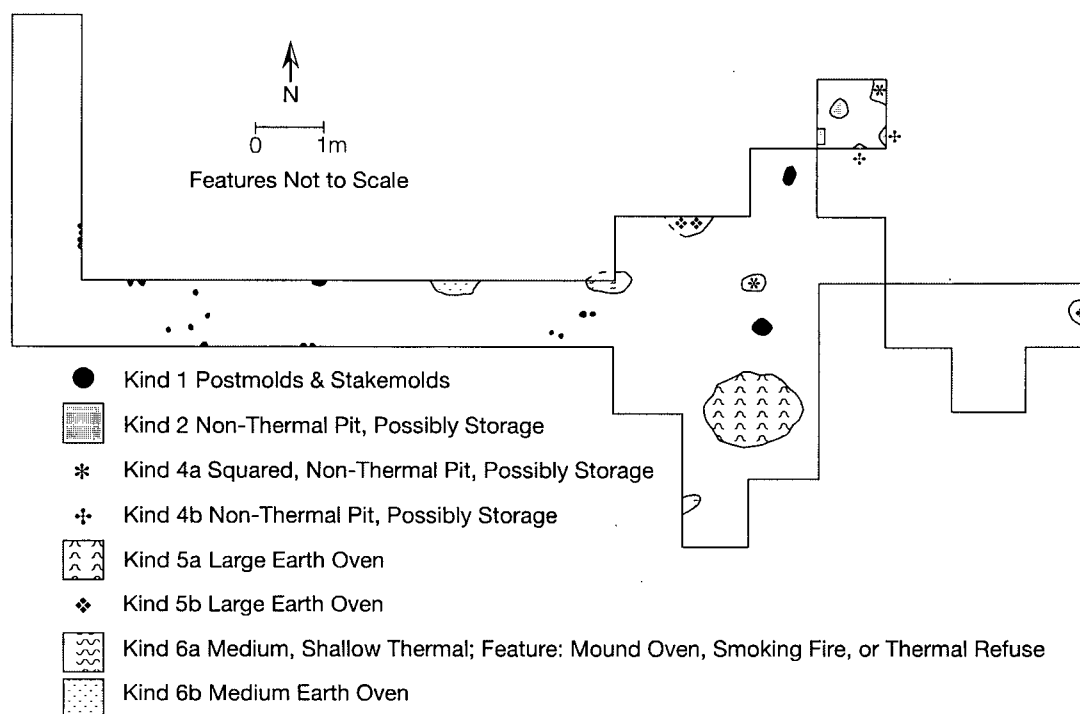 N
0 1m
Features Not to Scale
Kind 1 Postmolds & Stakemolds
Kind 2 Non-Thermal Pit, Possibly Storage
Kind 4a Squared, Non-Thermal Pit, Possibly Storage
Kind 4b Non-Thermal Pit, Possibly Storage
Kind 5a Large Earth Oven
Kind 5b Large Earth Oven
Kind 6a Medium, Shallow Thermal; Feature: Mound Oven, Smoking Fire, or Thermal Refuse
Kind 6b Medium Earth Oven